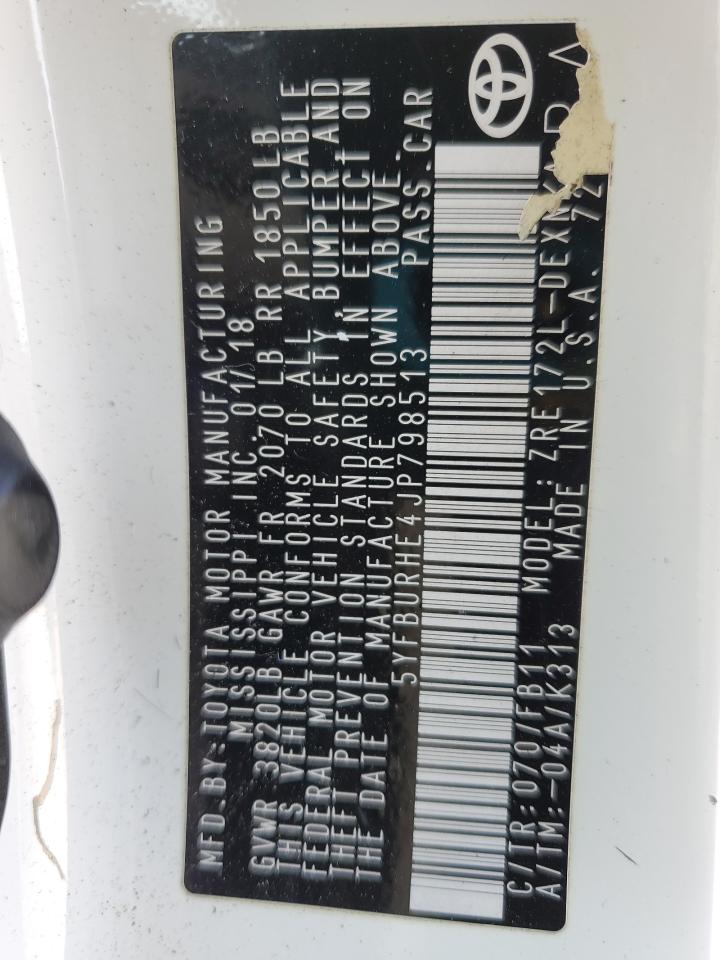 MFD.BY:TOYOTA MOTOR MANUFACTURING
MISSISSIPPI INC. 01/18
GVWR 3820LB GAWR FR 2070 LB RR 1850LB
THIS VEHICLE CONFORMS TO ALL APPLICABLE
FEDERAL MOTOR VEHICLE SAFETY, BUMPER AND
THEFT PREVENTION STANDARDS IN EFFECT ON
THE DATE OF MANUFACTURE SHOWN ABOVE.
5YFBURHE4JP798513 PASS.CAR
C/TR:070/FB11 MODEL: ZRE172L-DEXN
A/TM:-04A/K313 MADE IN U.S.A.